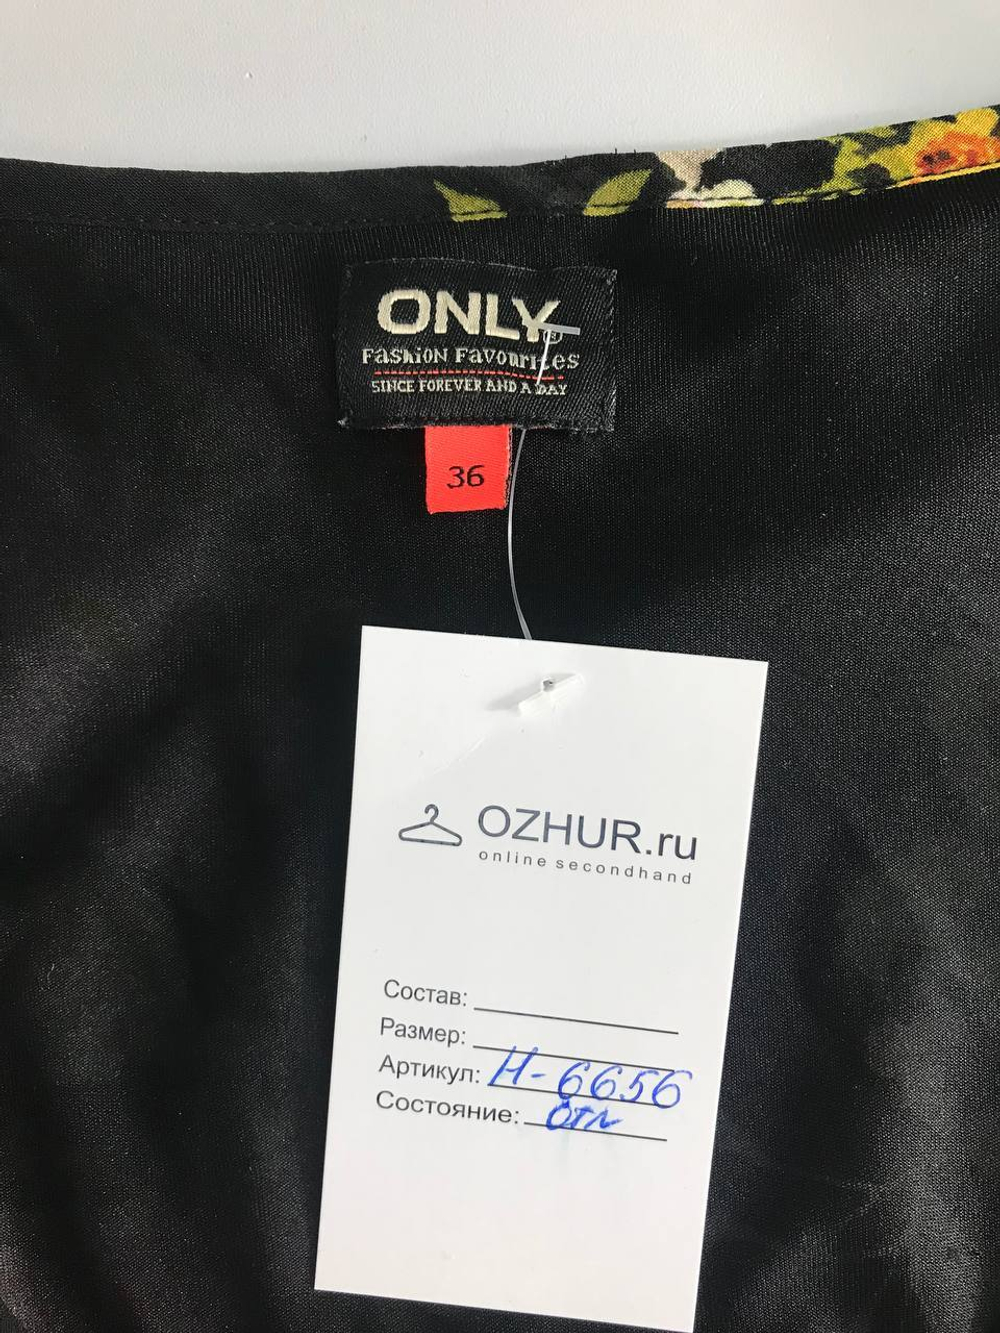 ONLY®
FASHION FAVOURITES
SINCE FOREVER AND A DAY
36
OZHUR.ru
online secondhand
Состав:
Размер:
Артикул: Н-6656
Состояние: Отл